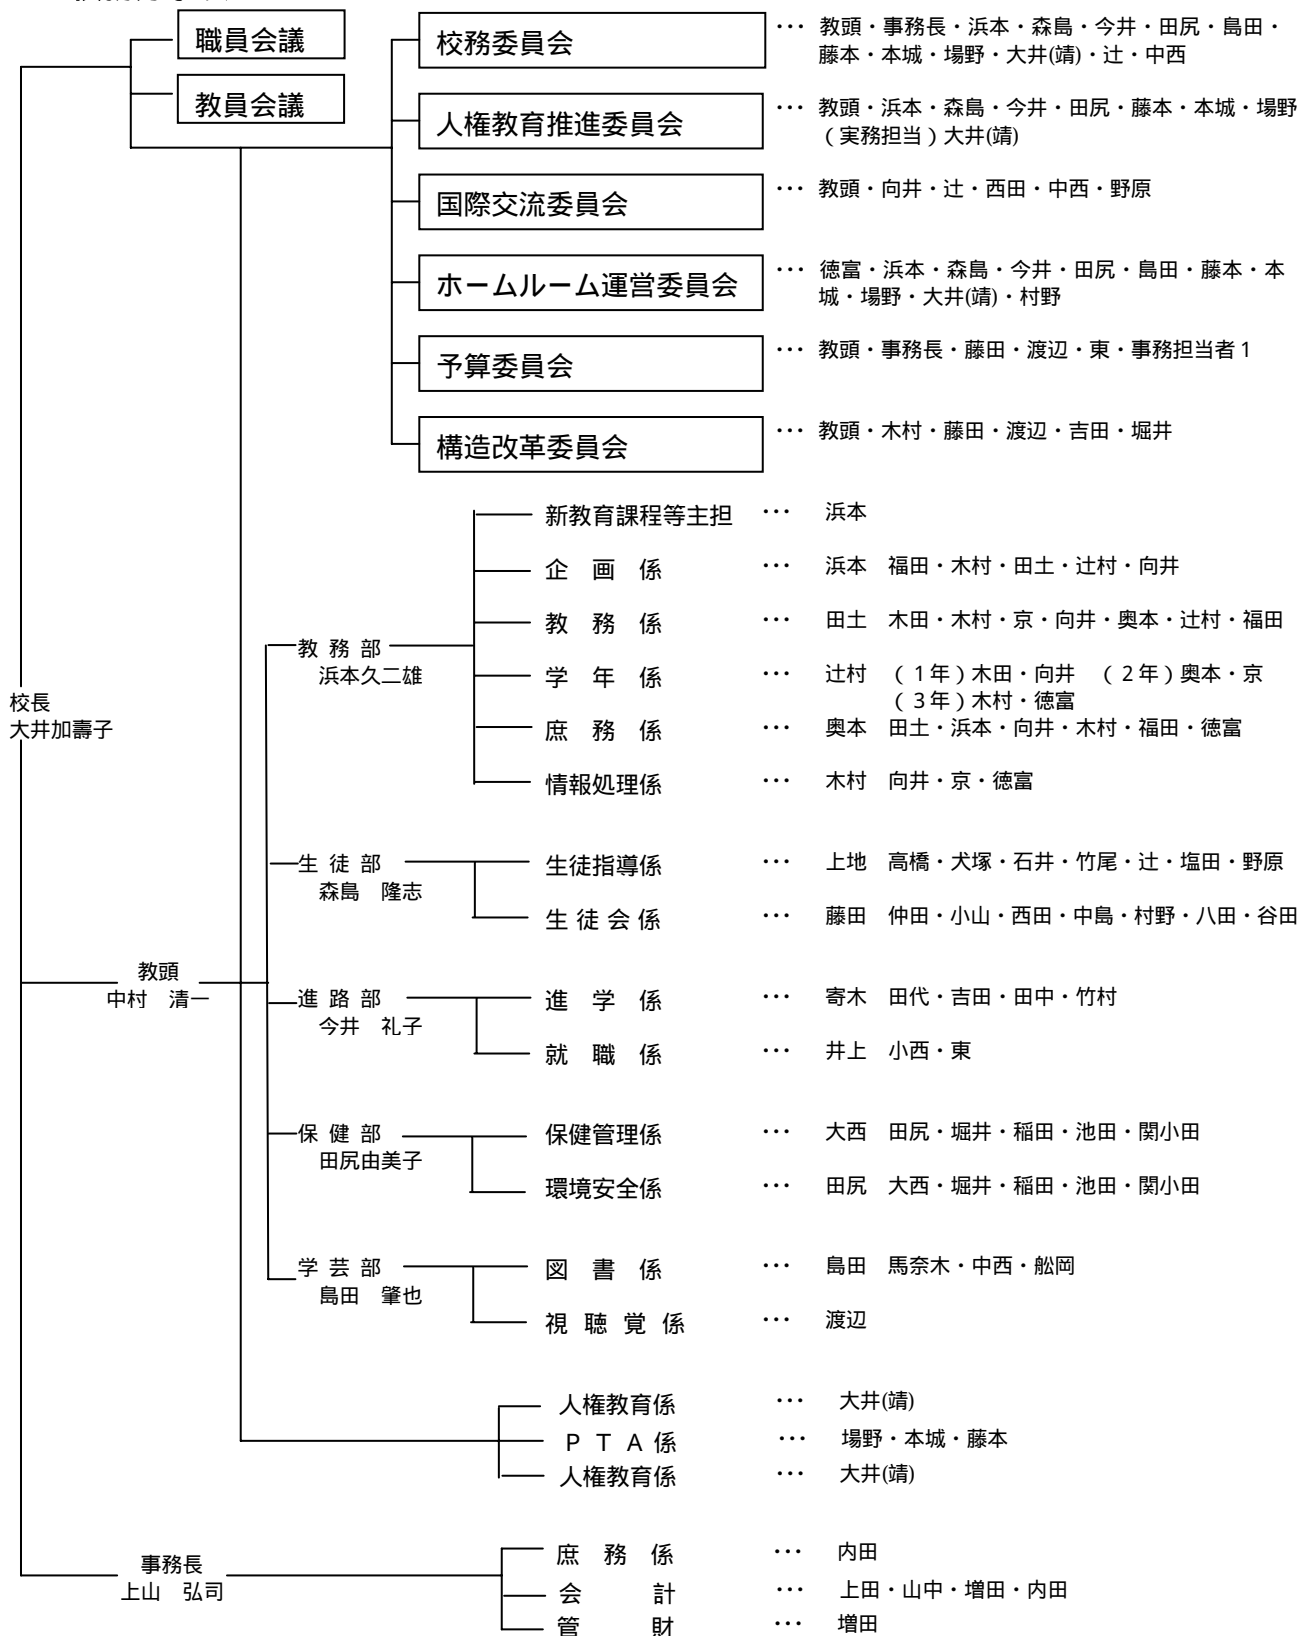 職員会議
教員会議
校務委員会 ･･･ 教頭・事務長・浜本・森島・今井・田尻・島田・
藤本・本城・場野・大井(靖)・辻・中西
人権教育推進委員会 ･･･ 教頭・浜本・森島・今井・田尻・藤本・本城・場野
（実務担当）大井(靖)
国際交流委員会 ･･･ 教頭・向井・辻・西田・中西・野原
ホームルーム運営委員会 ･･･ 徳富・浜本・森島・今井・田尻・島田・藤本・本
城・場野・大井(靖)・村野
予算委員会 ･･･ 教頭・事務長・藤田・渡辺・東・事務担当者１
構造改革委員会 ･･･ 教頭・木村・藤田・渡辺・吉田・堀井
校長
大井加壽子
教頭
中村　清一
教務部
浜本久二雄
新教育課程等主担 ･･･ 浜本
企　画　係 ･･･ 浜本　福田・木村・田土・辻村・向井
教　務　係 ･･･ 田土　木田・木村・京・向井・奥本・辻村・福田
学　年　係 ･･･ 辻村　（１年）木田・向井　（２年）奥本・京
（３年）木村・徳富
庶　務　係 ･･･ 奥本　田土・浜本・向井・木村・福田・徳富
情報処理係 ･･･ 木村　向井・京・徳富
生徒部
森島　隆志
生徒指導係 ･･･ 上地　高橋・犬塚・石井・竹尾・辻・塩田・野原
生徒会係 ･･･ 藤田　仲田・小山・西田・中島・村野・八田・谷田
進路部
今井　礼子
進　学　係 ･･･ 寄木　田代・吉田・田中・竹村
就　職　係 ･･･ 井上　小西・東
保健部
田尻由美子
保健管理係 ･･･ 大西　田尻・堀井・稲田・池田・関小田
環境安全係 ･･･ 田尻　大西・堀井・稲田・池田・関小田
学芸部
島田　肇也
図　書　係 ･･･ 島田　馬奈木・中西・舩岡
視聴覚係 ･･･ 渡辺
人権教育係 ･･･ 大井(靖)
ＰＴＡ係 ･･･ 場野・本城・藤本
人権教育係 ･･･ 大井(靖)
事務長
上山　弘司
庶　務　係 ･･･ 内田
会　　　計 ･･･ 上田・山中・増田・内田
管　　　財 ･･･ 増田